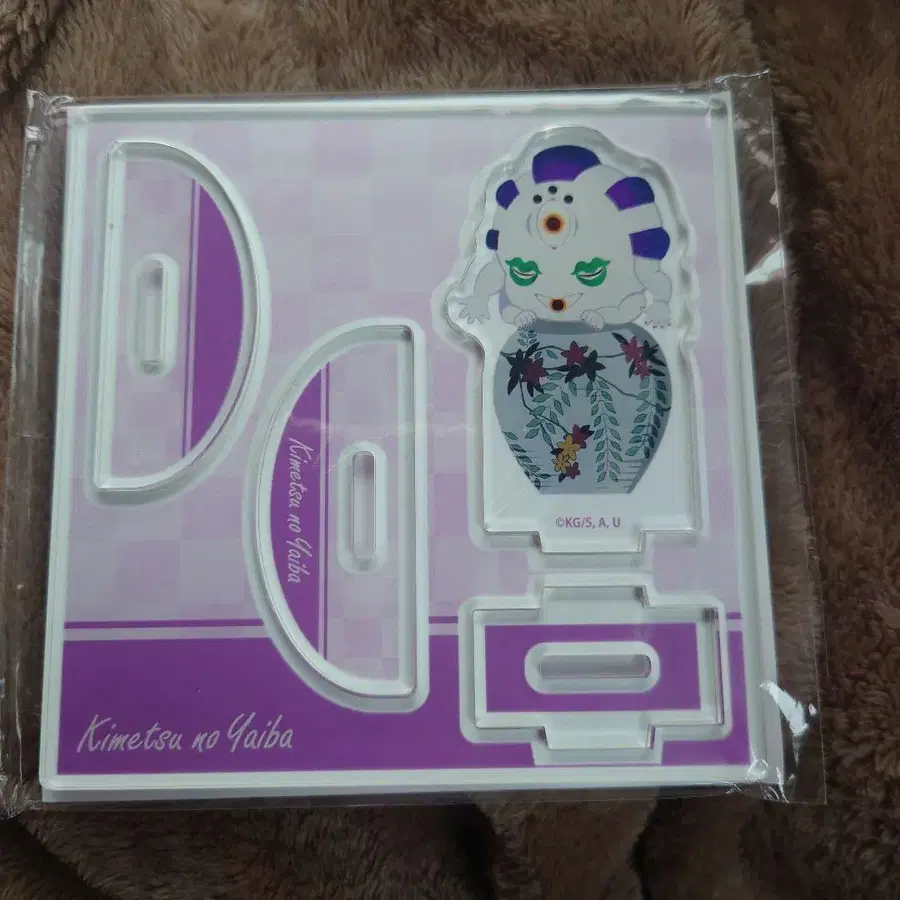 Kimetsu no Yaiba
©KG/S, A, U
Kimetsu no Yaiba